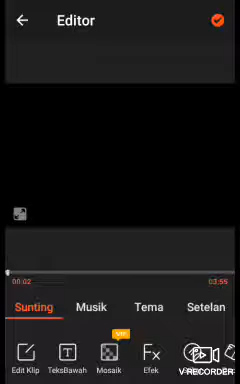 Editor
00:02
03:55
Sunting Musik Tema Setelan
VIP
Edit Klip TeksBawah Mosaik Efek
V RECORDER